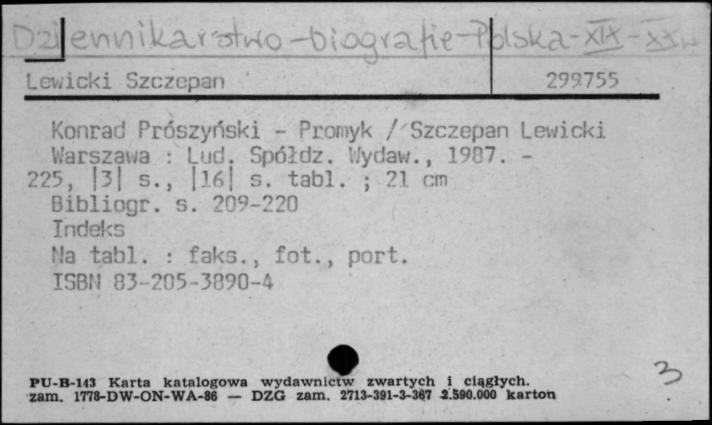 Dziennikarstwo-biografie-Polska-XIX-XXw
Lewicki Szczepan 299755
Konrad Prószyński - Promyk / Szczepan Lewicki
Warszawa : Lud. Spółdz. Wydaw., 1987. -
225, |3| s., |16| s. tabl. ; 21 cm
Bibliogr. s. 209-220
Indeks
Na tabl. : faks., fot., port.
ISBN 83-205-3890-4
3
PU-B-143 Karta katalogowa wydawnictw zwartych i ciągłych.
zam. 1778-DW-ON-WA-86 — DZG zam. 2713-391-3-367 2.590.000 karton